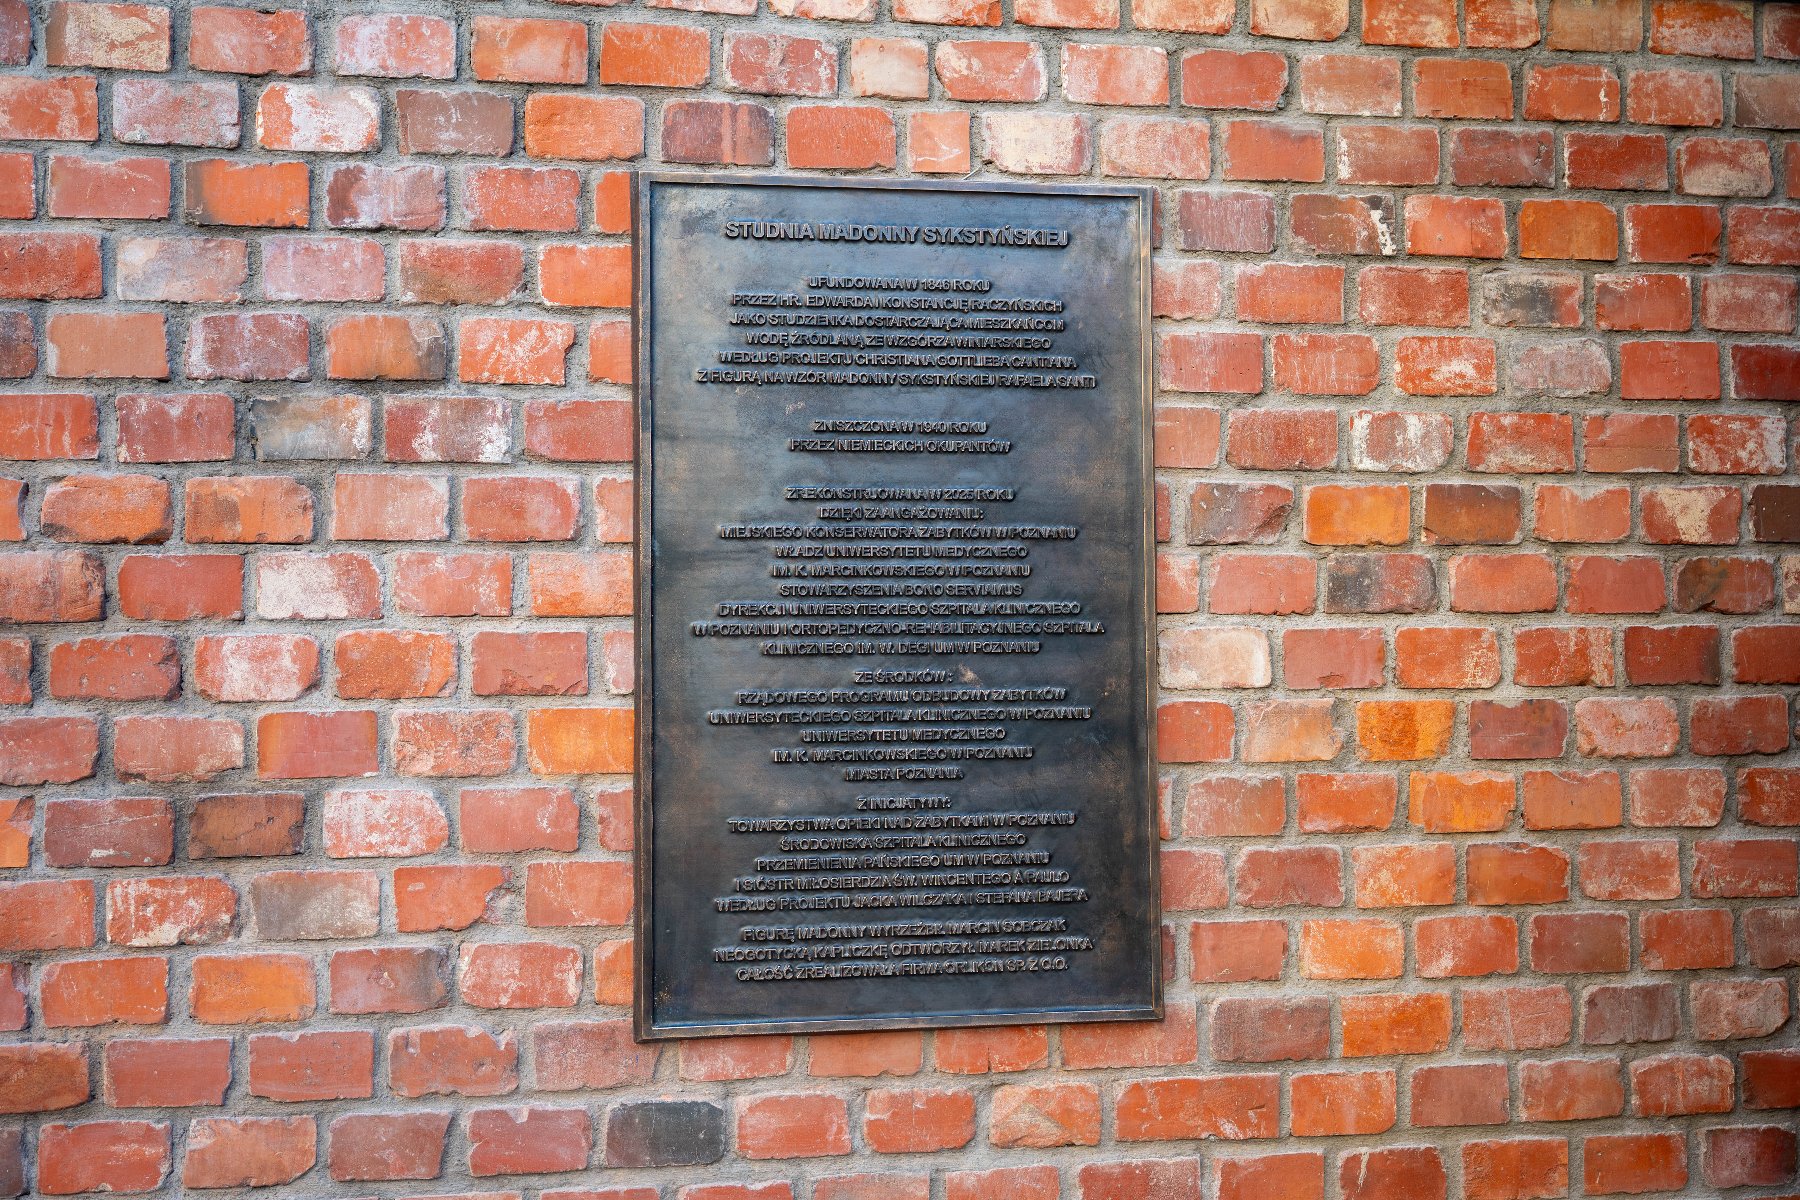 STUDNIA MADONNY SYKSTYŃSKIEJ
UFUNDOWANA W 1846 ROKU
PRZEZ HR. EDWARDA I KONSTANCJĘ RACZYŃSKICH
JAKO STUDZIENKA DOSTARCZAJĄCA MIESZKAŃCOM
WODĘ ŹRÓDLANĄ ZE WZGÓRZA WINIARSKIEGO
WEDŁUG PROJEKTU CHRISTIANA GOTTLIEBA CANTIANA
Z FIGURĄ NA WZÓR MADONNY SYKSTYŃSKIEJ RAFAELA SANTI
ZNISZCZONA W 1940 ROKU
PRZEZ NIEMIECKICH OKUPANTÓW
ZREKONSTRUOWANA W 2025 ROKU
DZIĘKI ZAANGAŻOWANIU:
MIEJSKIEGO KONSERWATORA ZABYTKÓW W POZNANIU
WŁADZ UNIWERSYTETU MEDYCZNEGO
IM. K. MARCINKOWSKIEGO W POZNANIU
STOWARZYSZENIA BONO SERVIAMUS
DYREKCJI UNIWERSYTECKIEGO SZPITALA KLINICZNEGO
W POZNANIU I ORTOPEDYCZNO-REHABILITACYJNEGO SZPITALA
KLINICZNEGO IM. W. DEGI UM W POZNANIU
ZE ŚRODKÓW:
RZĄDOWEGO PROGRAMU ODBUDOWY ZABYTKÓW
UNIWERSYTECKIEGO SZPITALA KLINICZNEGO W POZNANIU
UNIWERSYTETU MEDYCZNEGO
IM. K. MARCINKOWSKIEGO W POZNANIU
MIASTA POZNANIA
Z INICJATYWY:
TOWARZYSTWA OPIEKI NAD ZABYTKAMI W POZNANIU
ŚRODOWISKA SZPITALA KLINICZNEGO
PRZEMIENIENIA PAŃSKIEGO UM W POZNANIU
I SIÓSTR MIŁOSIERDZIA ŚW. WINCENTEGO À PAULO
WEDŁUG PROJEKTU JACKA WILCZAKA I STEFANA BAJERA
FIGURĘ MADONNY WYRZEŹBIŁ MARCIN SOBCZAK
NEOGOTYCKĄ KAPLICZKĘ ODTWORZYŁ MAREK ZIELONKA
CAŁOŚĆ ZREALIZOWAŁA FIRMA ORLIKON SP. Z O.O.